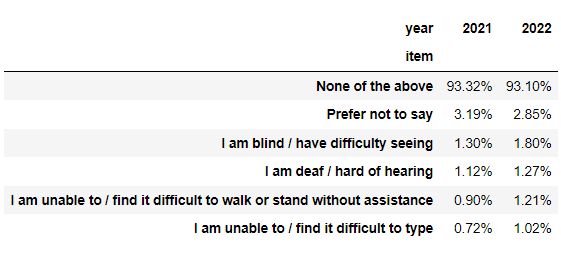 year 2021 2022
item
None of the above 93.32% 93.10%
Prefer not to say 3.19% 2.85%
I am blind / have difficulty seeing 1.30% 1.80%
I am deaf / hard of hearing 1.12% 1.27%
I am unable to / find it difficult to walk or stand without assistance 0.90% 1.21%
I am unable to / find it difficult to type 0.72% 1.02%